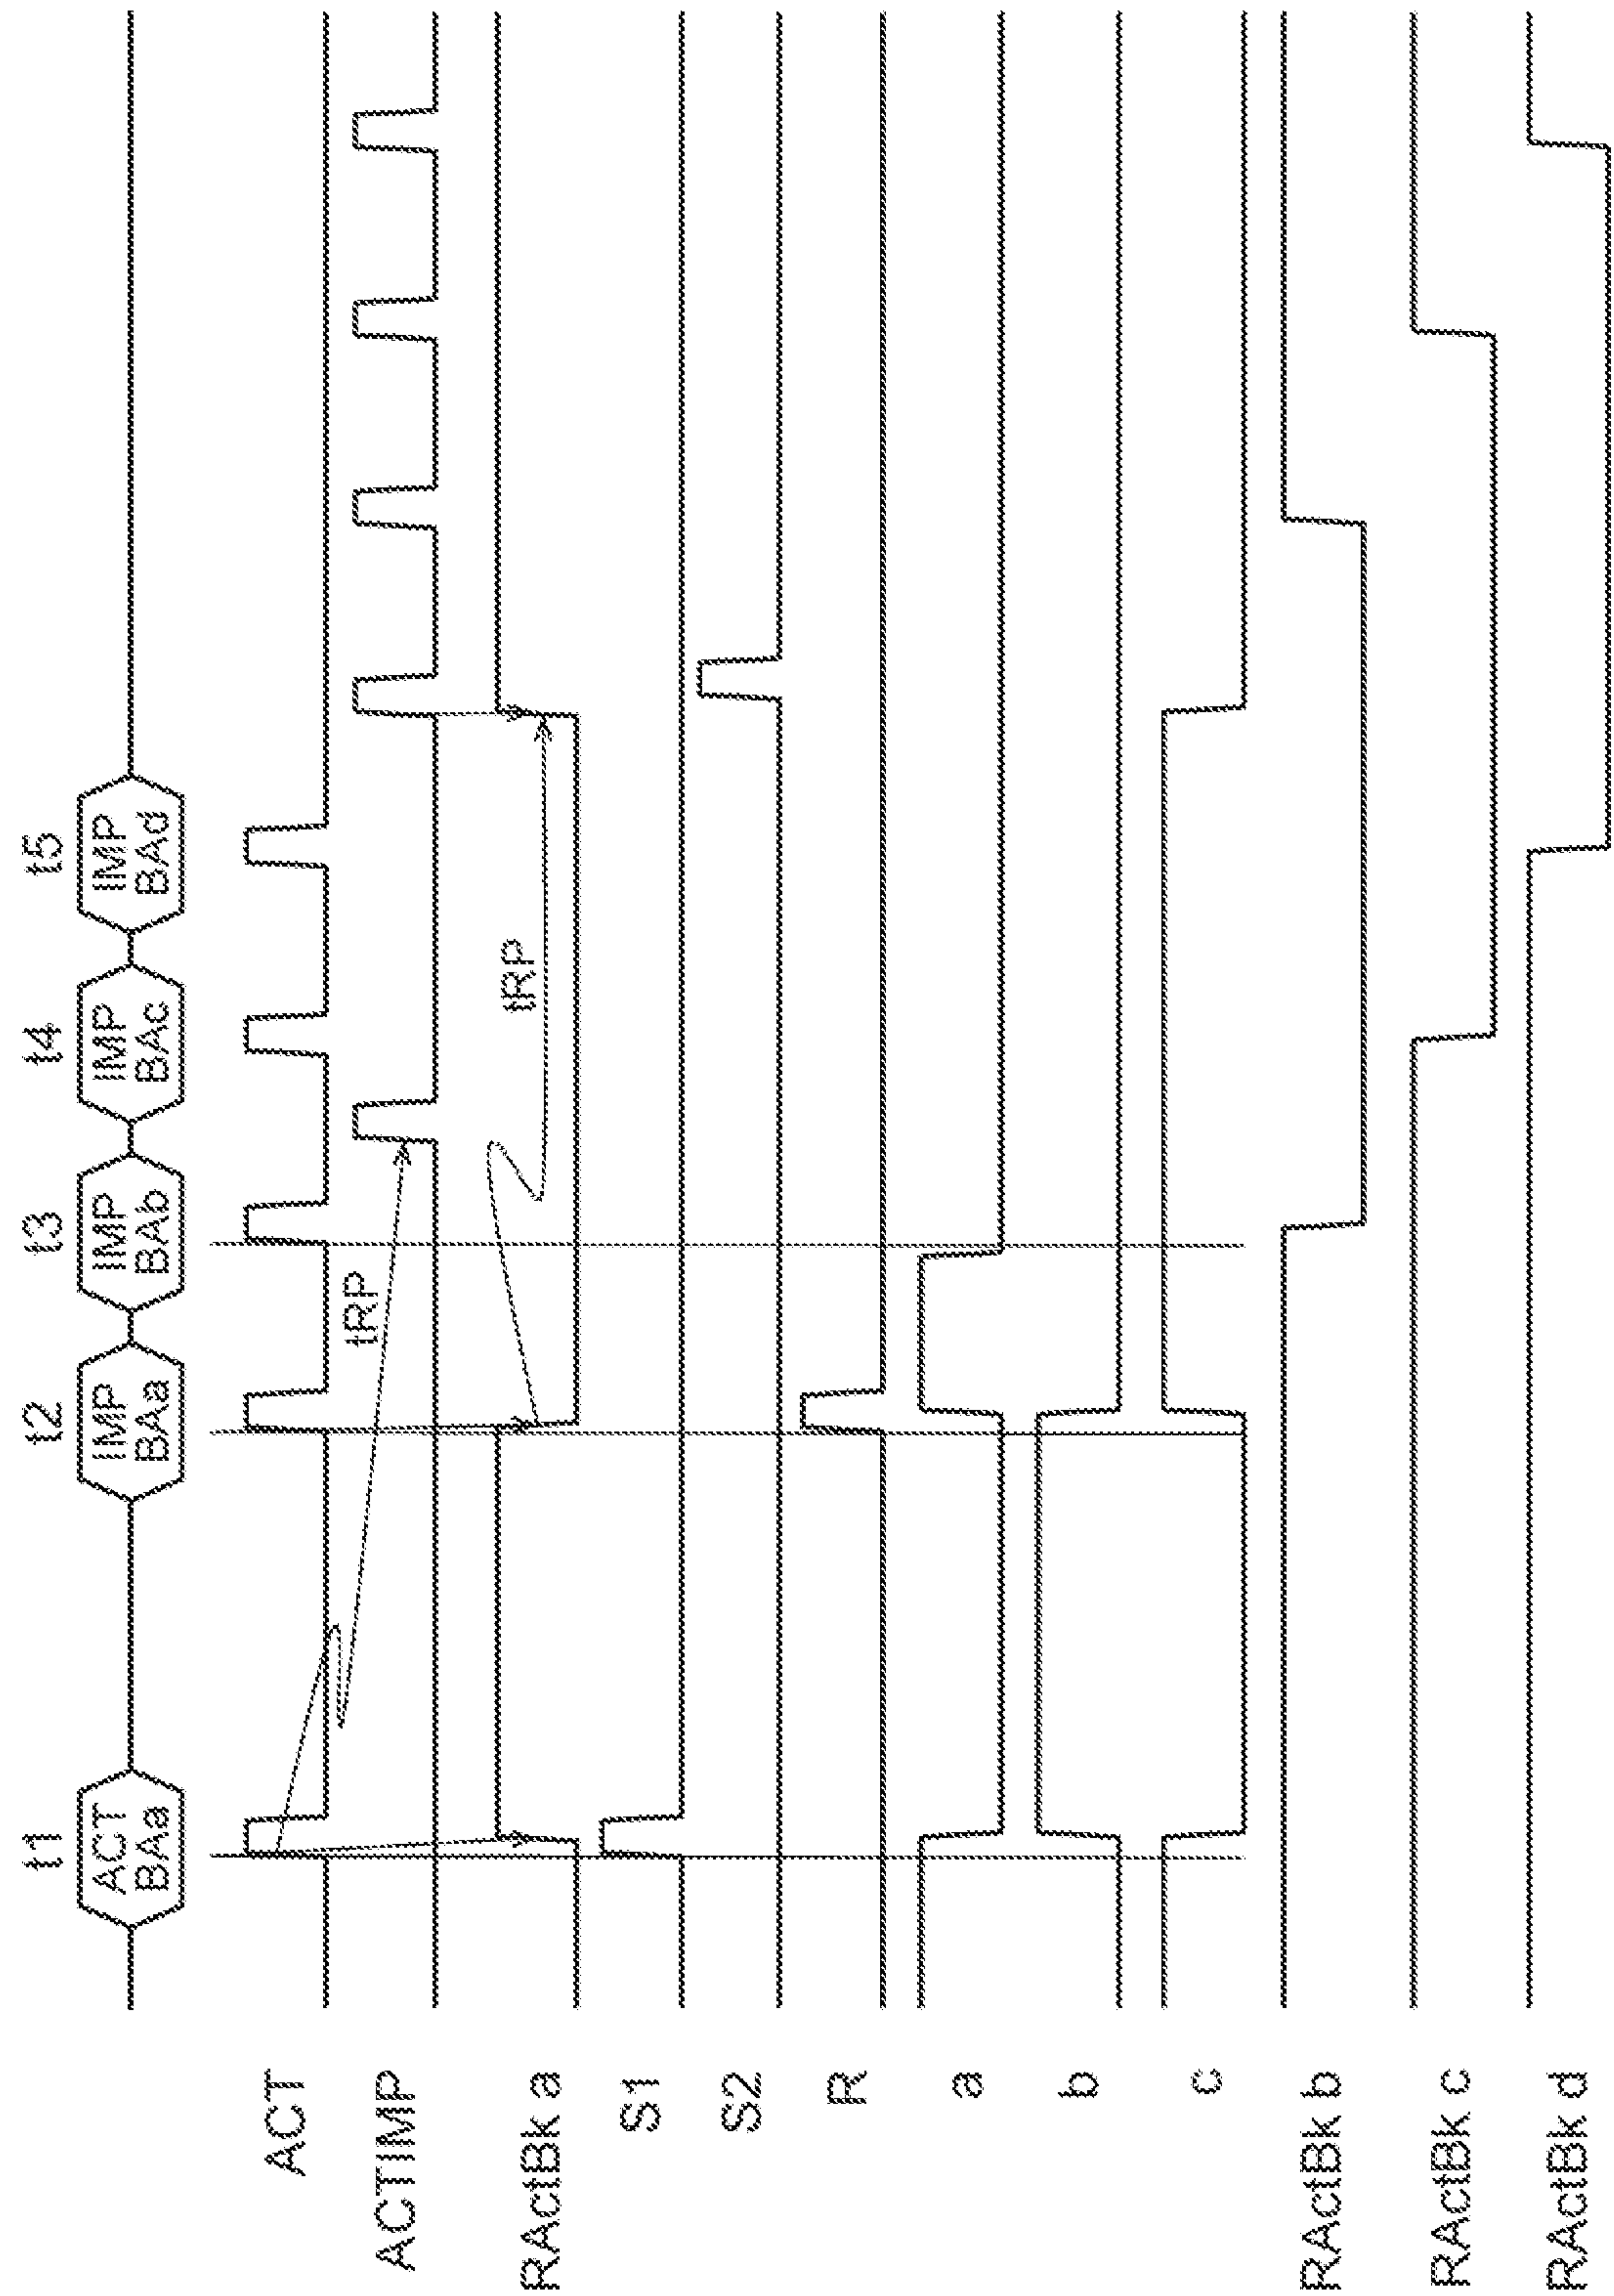 t1
t2
t3
t4
t5
ACT
BAa
IMP
BAa
IMP
BAb
IMP
BAc
IMP
BAd
ACT
tRP
ACTIMP
tRP
RActBk a
S1
S2
R
a
b
c
RActBk b
RActBk c
RActBk d